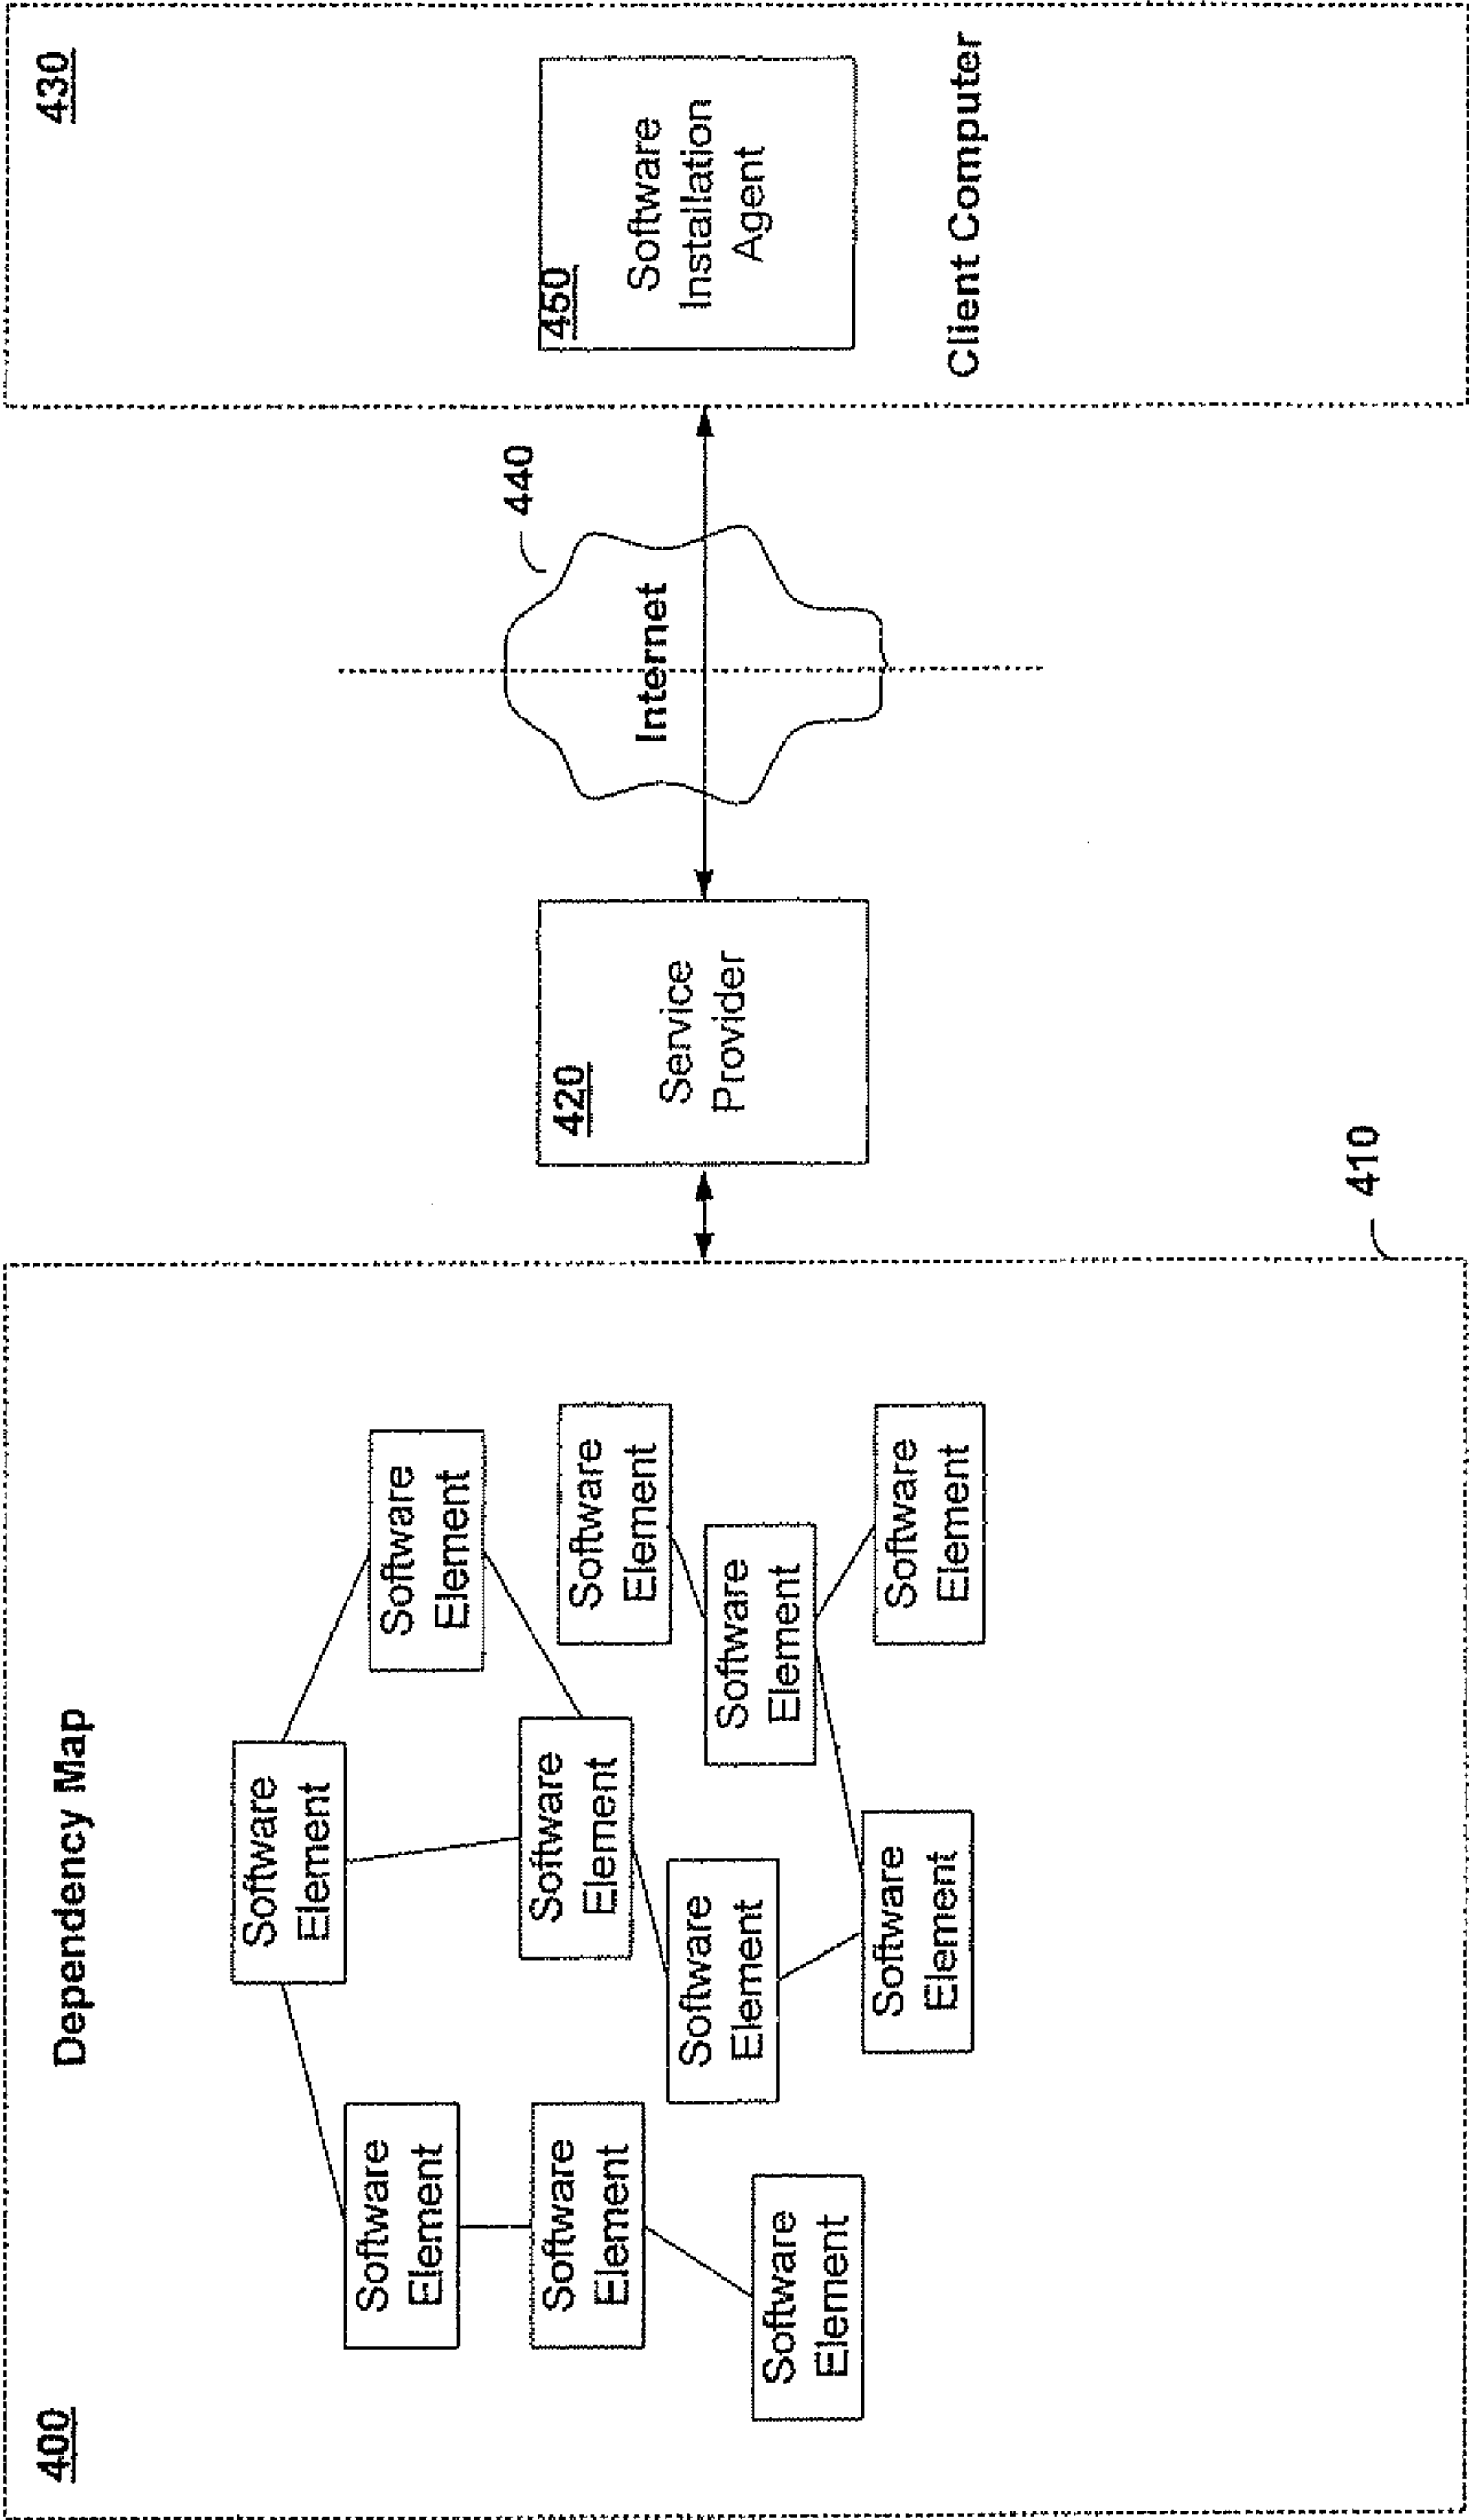 400
Dependency Map
Software
Element
Software
Element
Software
Element
Software
Element
Software
Element
Software
Element
Software
Element
Software
Element
Software
Element
Software
Element
Software
Element
410
420
Service
Provider
440
Internet
430
450
Software
Installation
Agent
Client Computer